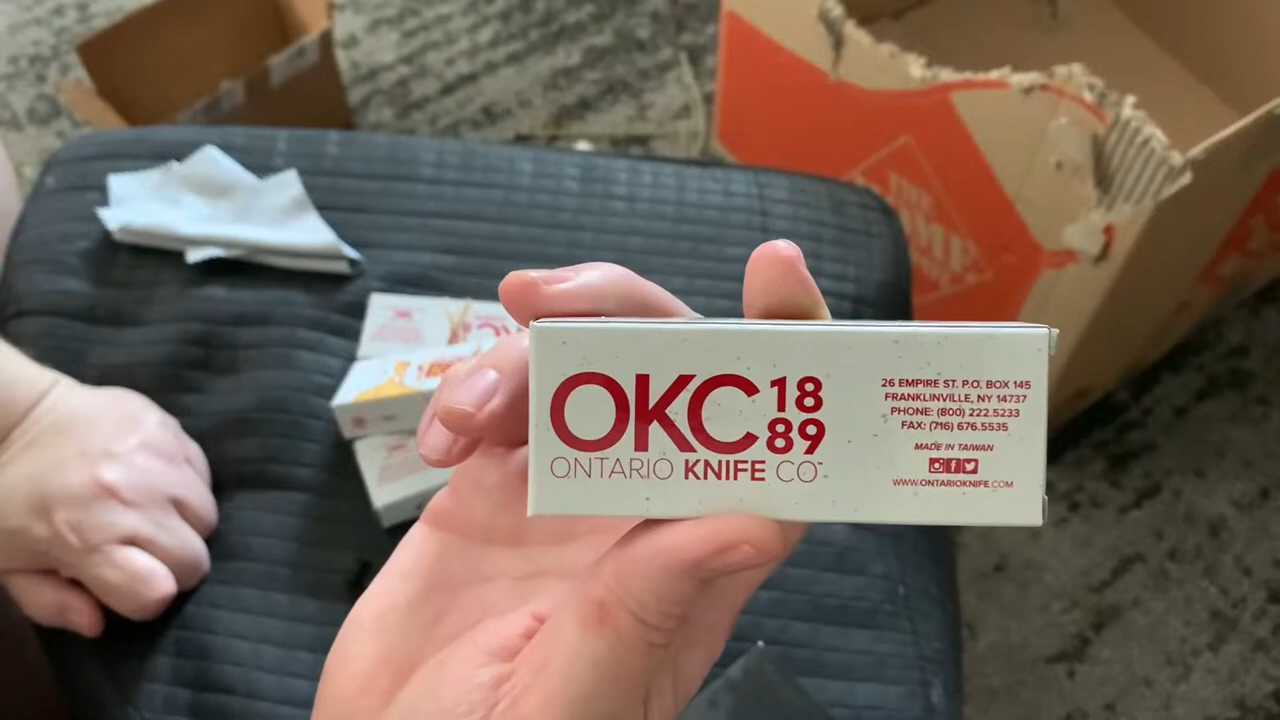 OKC 18
89
ONTARIO KNIFE CO™
26 EMPIRE ST. P.O. BOX 145
FRANKLINVILLE, NY 14737
PHONE: (800) 222.5233
FAX: (716) 676.5535
MADE IN TAIWAN
WWW.ONTARIOKNIFE.COM
THE